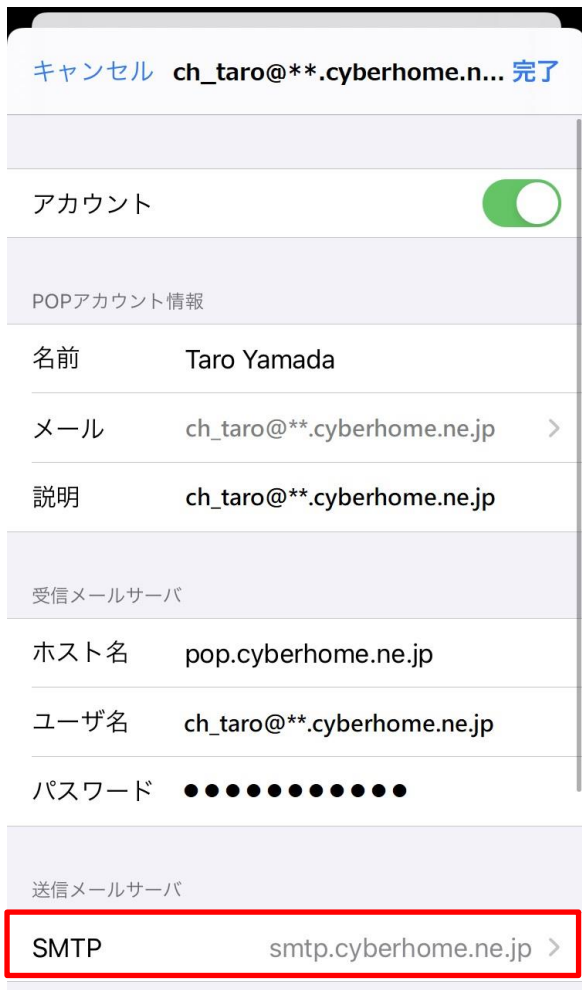 キャンセル ch_taro@**.cyberhome.n... 完了
アカウント
POPアカウント情報
名前 Taro Yamada
メール ch_taro@**.cyberhome.ne.jp
説明 ch_taro@**.cyberhome.ne.jp
受信メールサーバ
ホスト名 pop.cyberhome.ne.jp
ユーザ名 ch_taro@**.cyberhome.ne.jp
パスワード ●●●●●●●●●●●
送信メールサーバ
SMTP smtp.cyberhome.ne.jp